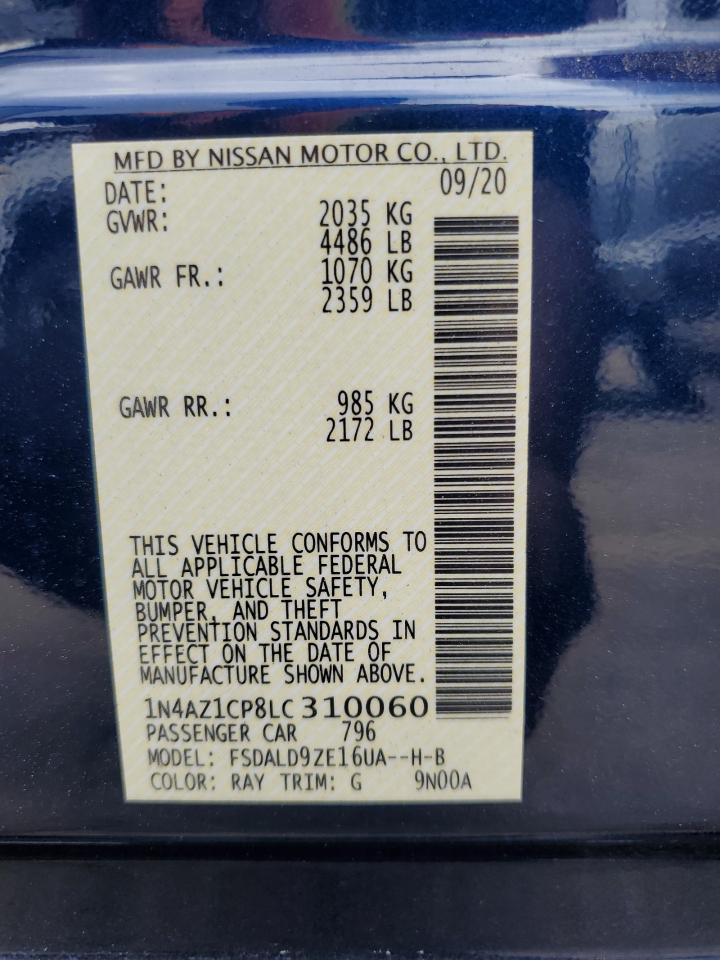 MFD BY NISSAN MOTOR CO., LTD.
DATE: 09/20
GVWR: 2035 KG
4486 LB
GAWR FR.: 1070 KG
2359 LB
GAWR RR.: 985 KG
2172 LB
THIS VEHICLE CONFORMS TO
ALL APPLICABLE FEDERAL
MOTOR VEHICLE SAFETY,
BUMPER, AND THEFT
PREVENTION STANDARDS IN
EFFECT ON THE DATE OF
MANUFACTURE SHOWN ABOVE.
1N4AZ1CP8LC310060
PASSENGER CAR 796
MODEL: FSDALD9ZE16UA--H-B
COLOR: RAY TRIM: G 9N00A